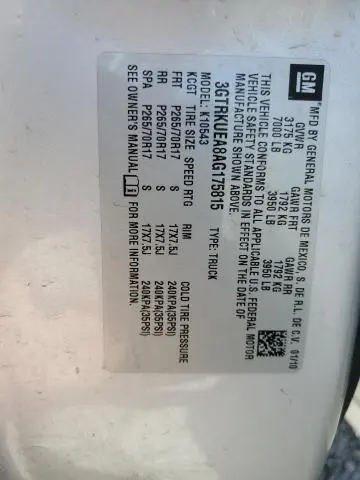 GM
MFD BY GENERAL MOTORS DE MEXICO, S. DE R.L. DE C.V. 01/10
GVWR GAWR FRT GAWR RR
3175 KG 1792 KG 1792 KG
7000 LB 3950 LB 3950 LB
THIS VEHICLE CONFORMS TO ALL APPLICABLE U.S. FEDERAL MOTOR
VEHICLE SAFETY STANDARDS IN EFFECT ON THE DATE OF
MANUFACTURE SHOWN ABOVE.
3GTRKUEA8AG175815 TYPE: TRUCK
MODEL: K10543
KCGT TIRE SIZE SPEED RTG RIM COLD TIRE PRESSURE
FRT P265/70R17 S 17X7.5J 240KPA(35PSI)
RR P265/70R17 S 17X7.5J 240KPA(35PSI)
SPA P265/70R17 S 17X7.5J 240KPA(35PSI)
SEE OWNER'S MANUAL FOR MORE INFORMATION.